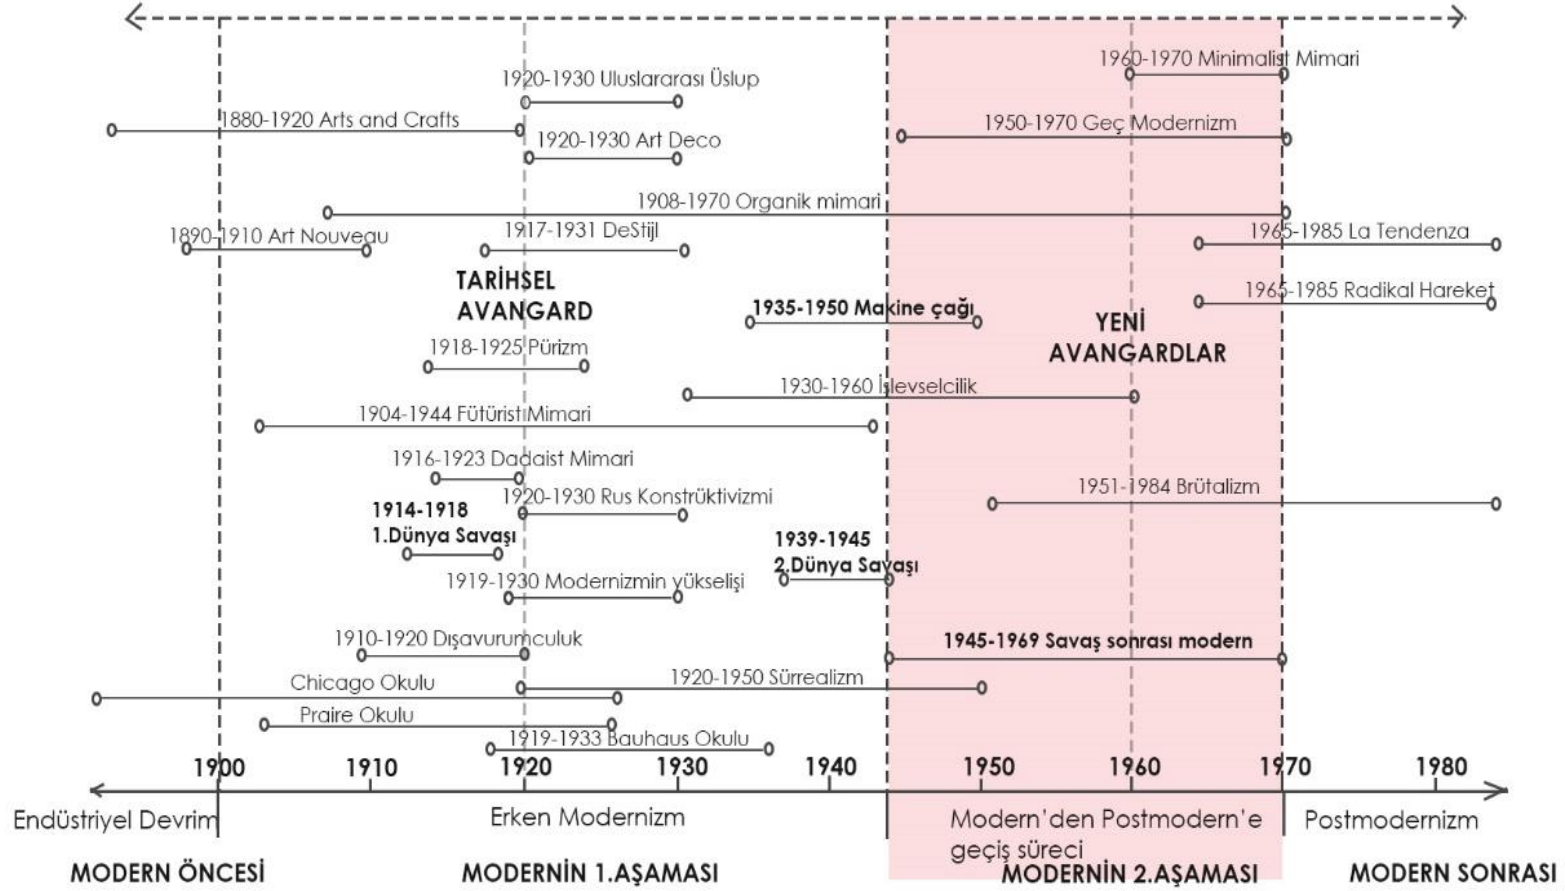 1960-1970 Minimalist Mimari
1920-1930 Uluslararası Üslup
1880-1920 Arts and Crafts
1950-1970 Geç Modernizm
1920-1930 Art Deco
1908-1970 Organik mimari
1890-1910 Art Nouveau
1917-1931 DeStijl
1965-1985 La Tendenza
TARİHSEL
AVANGARD
1965-1985 Radikal Hareket
1935-1950 Makine çağı
YENİ
AVANGARDLAR
1918-1925 Pürizm
1930-1960 İşlevselcilik
1904-1944 Fütürist Mimari
1916-1923 Dadaist Mimari
1951-1984 Brütalizm
1920-1930 Rus Konstrüktivizmi
1914-1918
1.Dünya Savaşı
1939-1945
2.Dünya Savaşı
1919-1930 Modernizmin yükselişi
1910-1920 Dışavurumculuk
1945-1969 Savaş sonrası modern
1920-1950 Sürrealizm
Chicago Okulu
Praire Okulu
1919-1933 Bauhaus Okulu
1900 1910 1920 1930 1940 1950 1960 1970 1980
Endüstriyel Devrim
Erken Modernizm
Modern'den Postmodern'e
geçiş süreci
Postmodernizm
MODERN ÖNCESİ
MODERNİN 1.AŞAMASI
MODERNİN 2.AŞAMASI
MODERN SONRASI